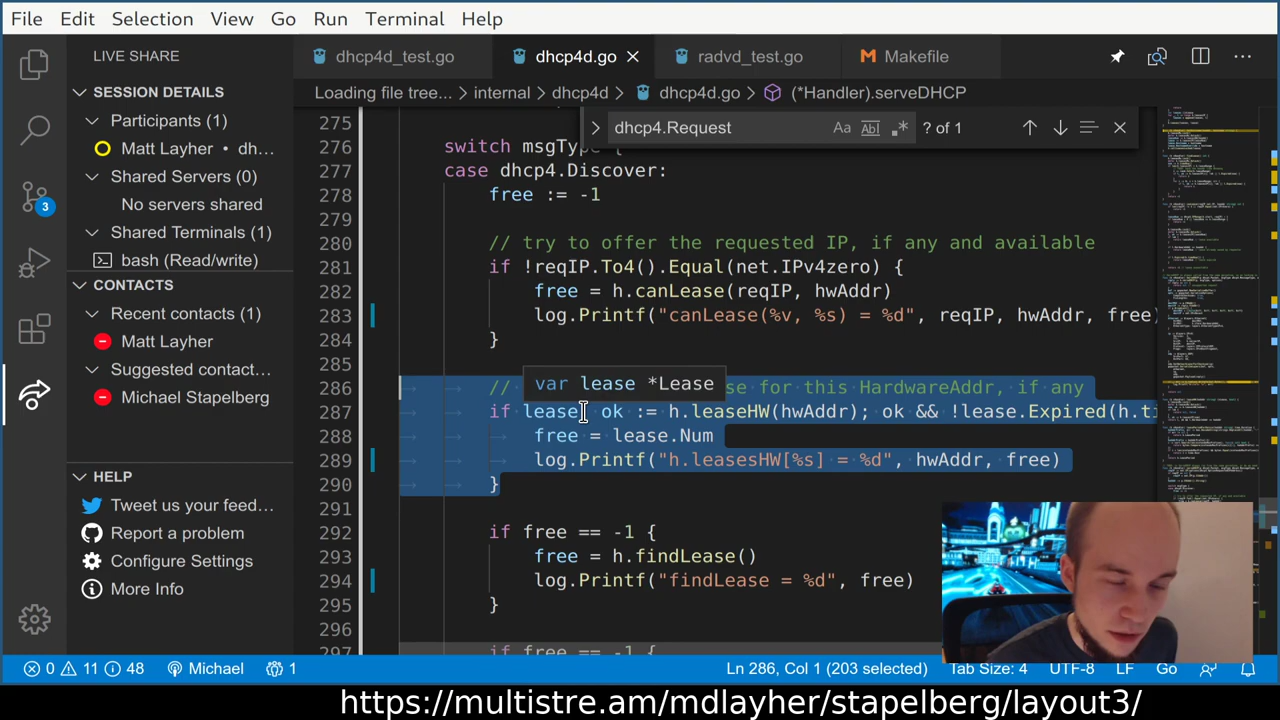 File Edit Selection View Go Run Terminal Help
LIVE SHARE
dhcp4d_test.go dhcp4d.go radvd_test.go Makefile
Loading file tree... > internal > dhcp4d > dhcp4d.go > (*Handler).serveDHCP
SESSION DETAILS
Participants (1)
Matt Layher • dh...
Shared Servers (0)
No servers shared
Shared Terminals (1)
bash (Read/write)
CONTACTS
Recent contacts (1)
Matt Layher
Suggested contact...
Michael Stapelberg
HELP
Tweet us your feed...
Report a problem
Configure Settings
More Info
3
dhcp4.Request Aa Ab ? of 1
275
276 switch msgType {
277 case dhcp4.Discover:
278 free := -1
279
280 // try to offer the requested IP, if any and available
281 if !reqIP.To4().Equal(net.IPv4zero) {
282 free = h.canLease(reqIP, hwAddr)
283 log.Printf("canLease(%v, %s) = %d", reqIP, hwAddr, free)
284 }
285
var lease *Lease
286 // se for this HardwareAddr, if any
287 if lease, ok := h.leaseHW(hwAddr); ok && !lease.Expired(h.ti
288 free = lease.Num
289 log.Printf("h.leasesHW[%s] = %d", hwAddr, free)
290 }
291
292 if free == -1 {
293 free = h.findLease()
294 log.Printf("findLease = %d", free)
295 }
296
297 if free == -1 {
0 11 48 Michael 1 Ln 286, Col 1 (203 selected) Tab Size: 4 UTF-8 LF Go
https://multistre.am/mdlayher/stapelberg/layout3/